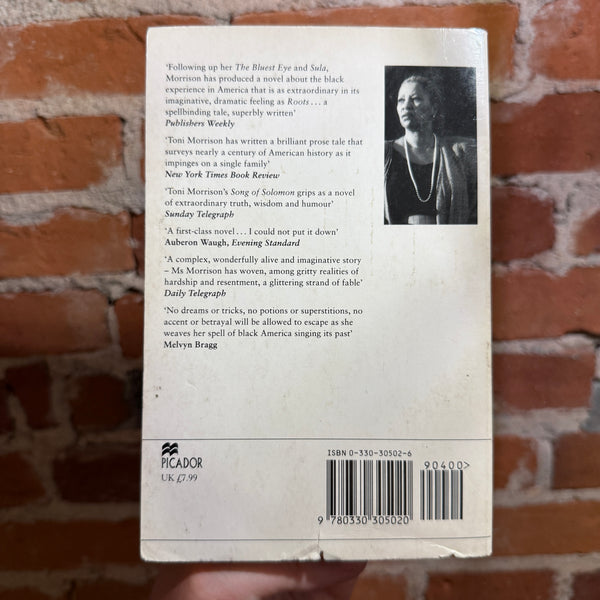 ‘Following up her The Bluest Eye and Sula,
Morrison has produced a novel about the black
experience in America that is as extraordinary in its
imaginative, dramatic feeling as Roots . . . a
spellbinding tale, superbly written’
Publishers Weekly
‘Toni Morrison has written a brilliant prose tale that
surveys nearly a century of American history as it
impinges on a single family’
New York Times Book Review
‘Toni Morrison’s Song of Solomon grips as a novel
of extraordinary truth, wisdom and humour’
Sunday Telegraph
‘A first-class novel . . . I could not put it down’
Auberon Waugh, Evening Standard
‘A complex, wonderfully alive and imaginative story
– Ms Morrison has woven, among gritty realities of
hardship and resentment, a glittering strand of fable’
Daily Telegraph
‘No dreams or tricks, no potions or superstitions, no
accent or betrayal will be allowed to escape as she
weaves her spell of black America singing its past’
Melvyn Bragg
PICADOR
UK £7.99
ISBN 0-330-30502-6
90400>
9 780330 305020